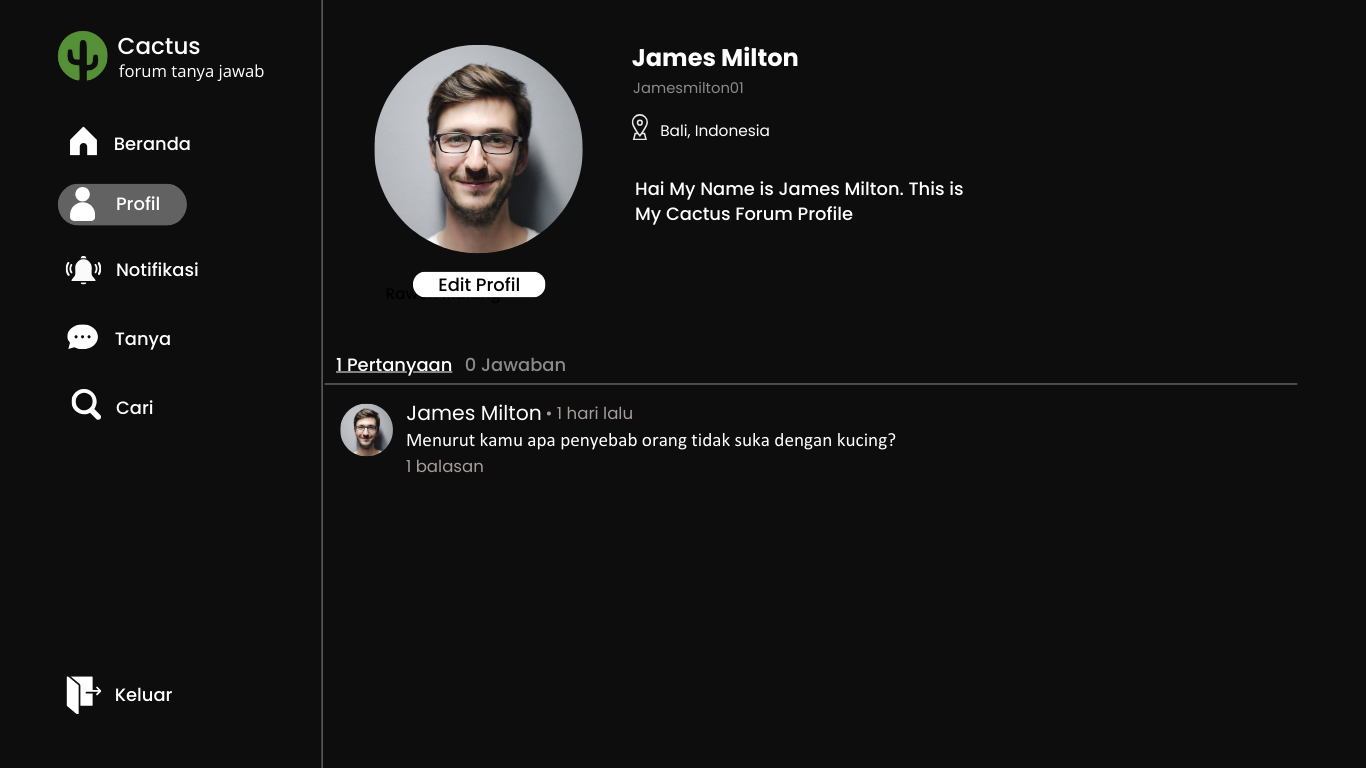 Cactus
forum tanya jawab
Beranda
Profil
Notifikasi
Tanya
Cari
Keluar
James Milton
Jamesmilton01
Bali, Indonesia
Hai My Name is James Milton. This is
My Cactus Forum Profile
Edit Profil
1 Pertanyaan 0 Jawaban
James Milton • 1 hari lalu
Menurut kamu apa penyebab orang tidak suka dengan kucing?
1 balasan